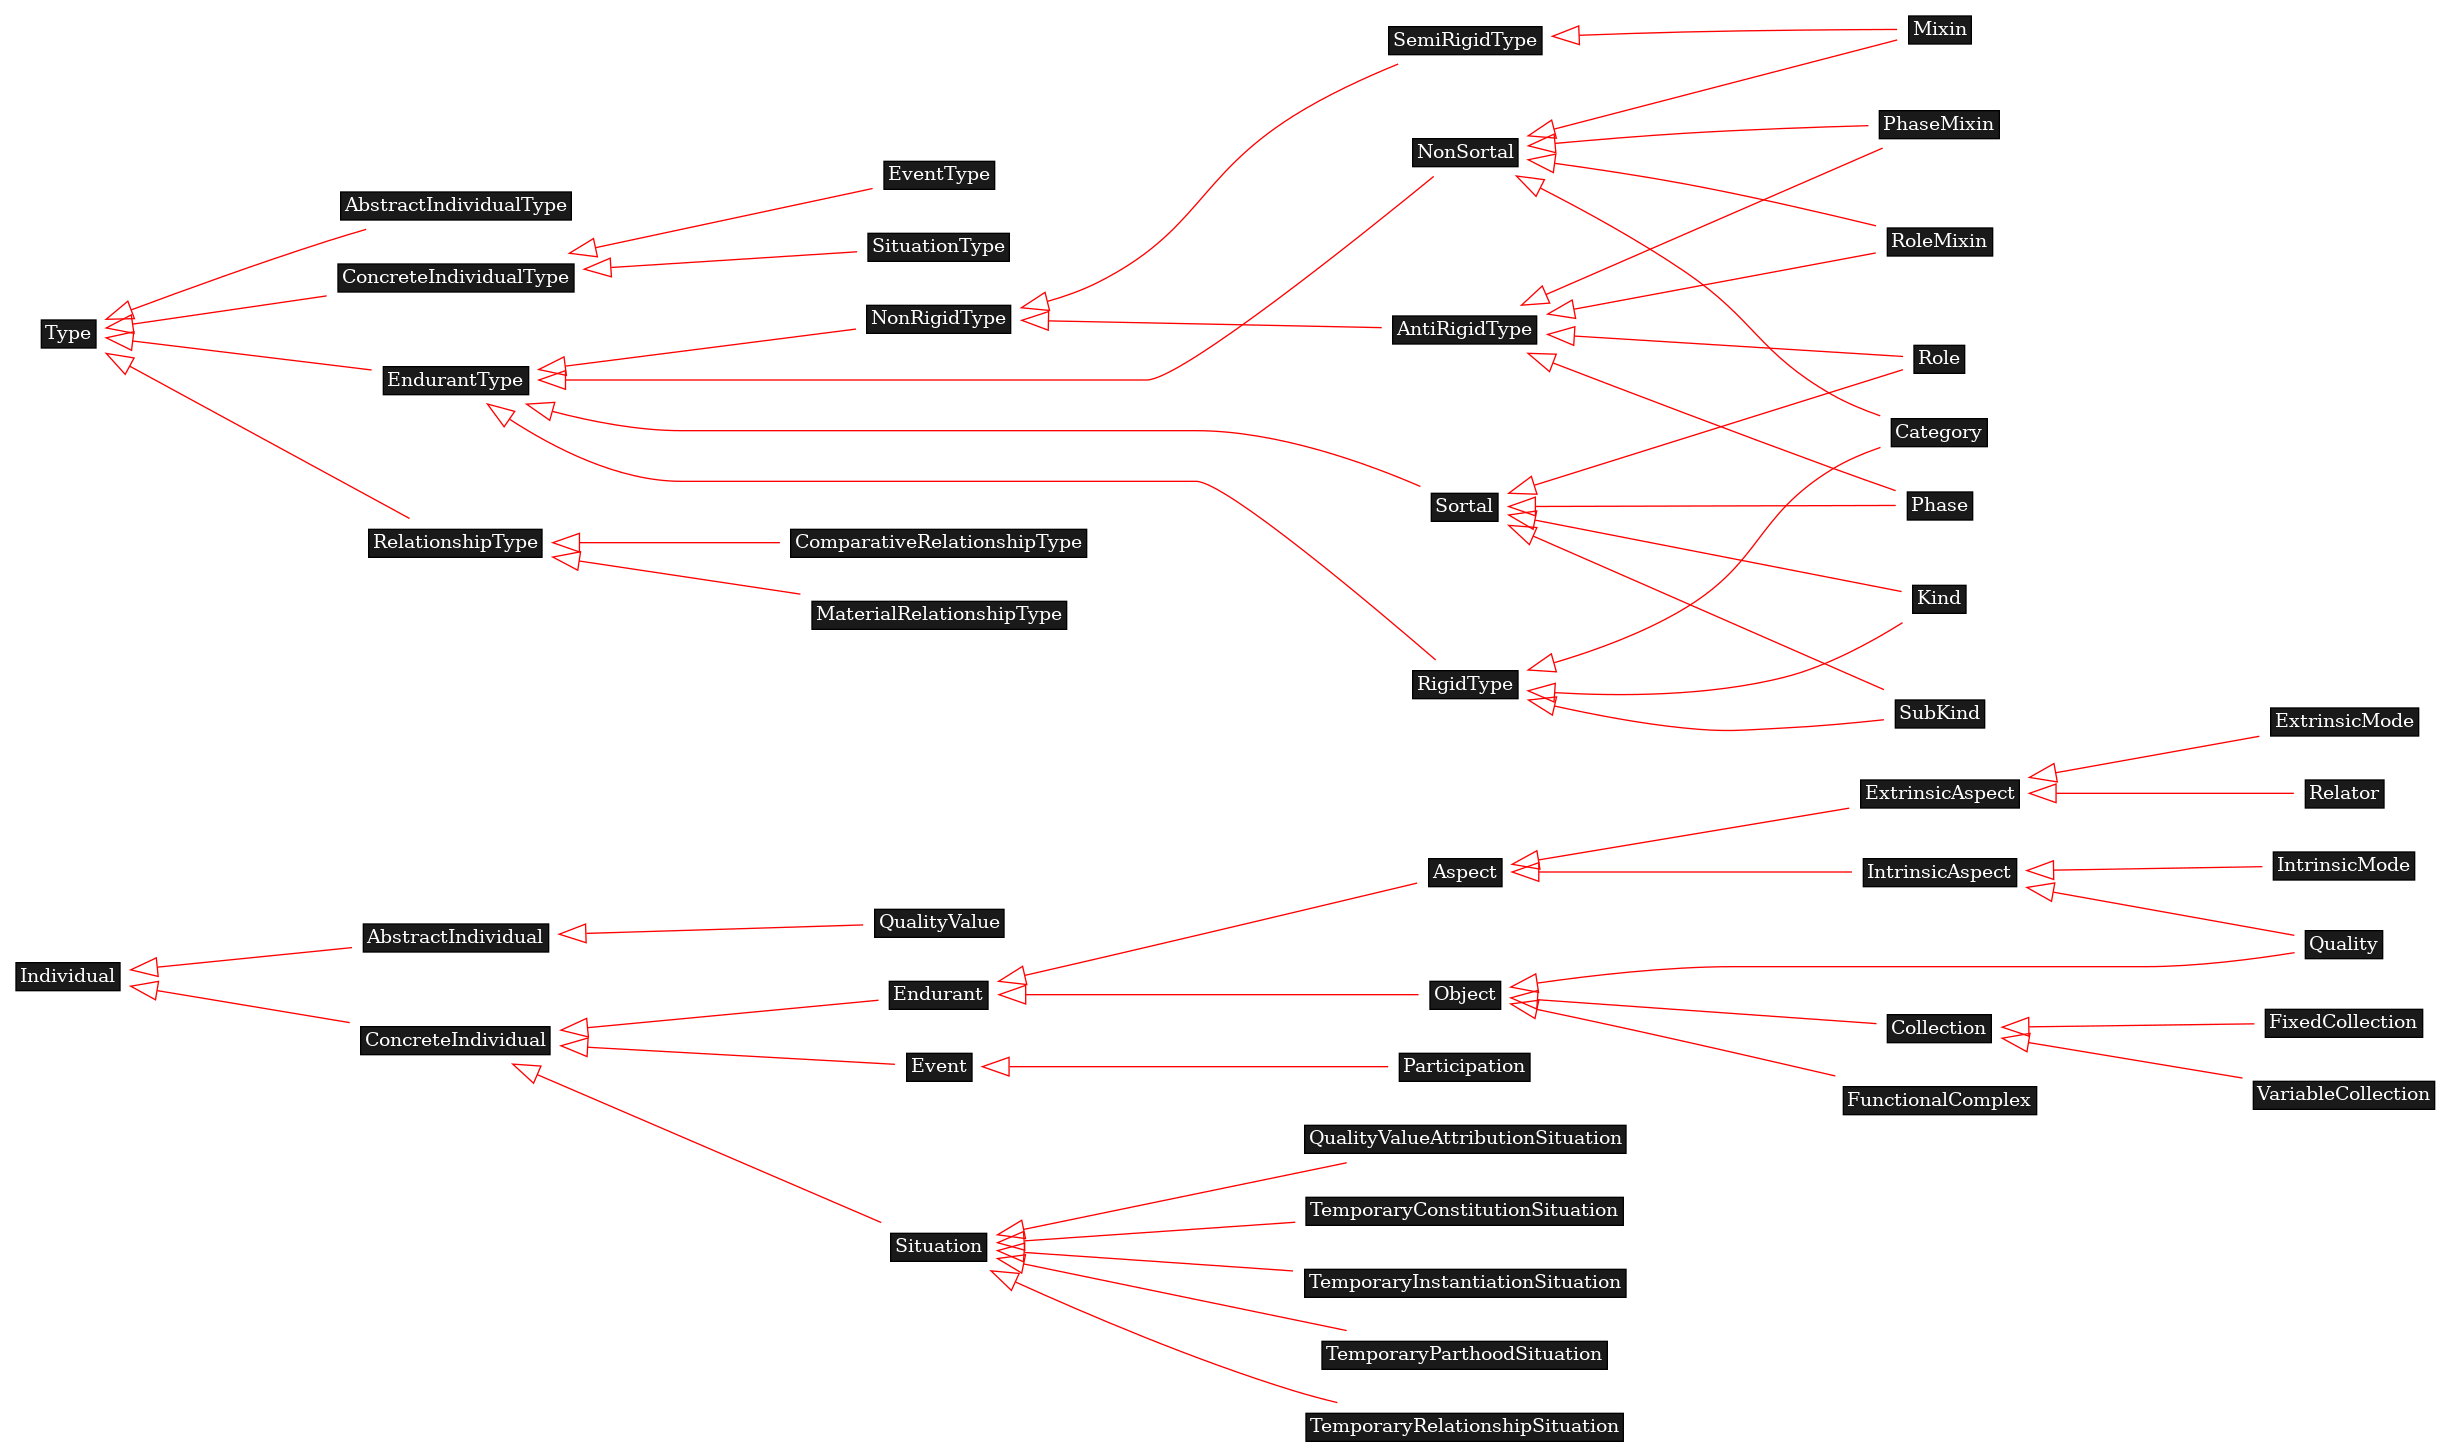 SemiRigidType
Mixin
PhaseMixin
NonSortal
EventType
AbstractIndividualType
RoleMixin
SituationType
ConcreteIndividualType
NonRigidType
AntiRigidType
Type
Role
EndurantType
Category
Sortal
Phase
RelationshipType
ComparativeRelationshipType
Kind
MaterialRelationshipType
RigidType
SubKind
ExtrinsicMode
ExtrinsicAspect
Relator
Aspect
IntrinsicAspect
IntrinsicMode
QualityValue
AbstractIndividual
Quality
Individual
Endurant
Object
FixedCollection
Collection
ConcreteIndividual
Event
Participation
VariableCollection
FunctionalComplex
QualityValueAttributionSituation
TemporaryConstitutionSituation
Situation
TemporaryInstantiationSituation
TemporaryParthoodSituation
TemporaryRelationshipSituation